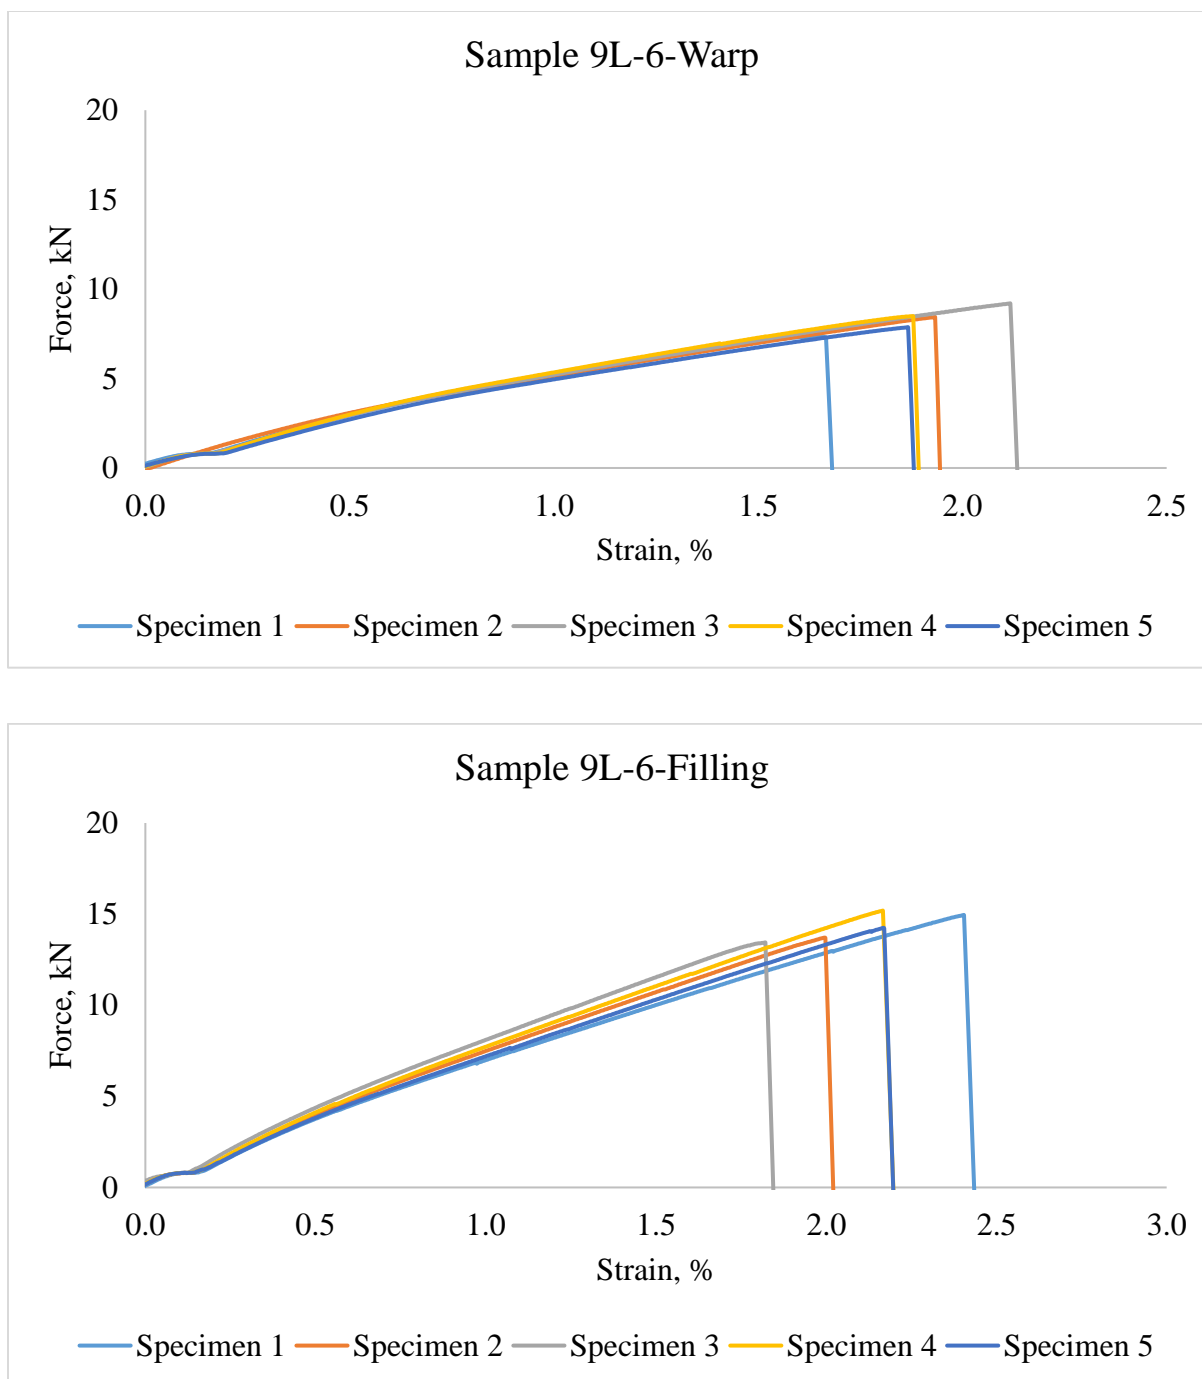 Sample 9L-6-Warp
20
15
10
5
0
Force, kN
0.0 0.5 1.0 1.5 2.0 2.5
Strain, %
Specimen 1 Specimen 2 Specimen 3 Specimen 4 Specimen 5
Sample 9L-6-Filling
20
15
10
5
0
Force, kN
0.0 0.5 1.0 1.5 2.0 2.5 3.0
Strain, %
Specimen 1 Specimen 2 Specimen 3 Specimen 4 Specimen 5